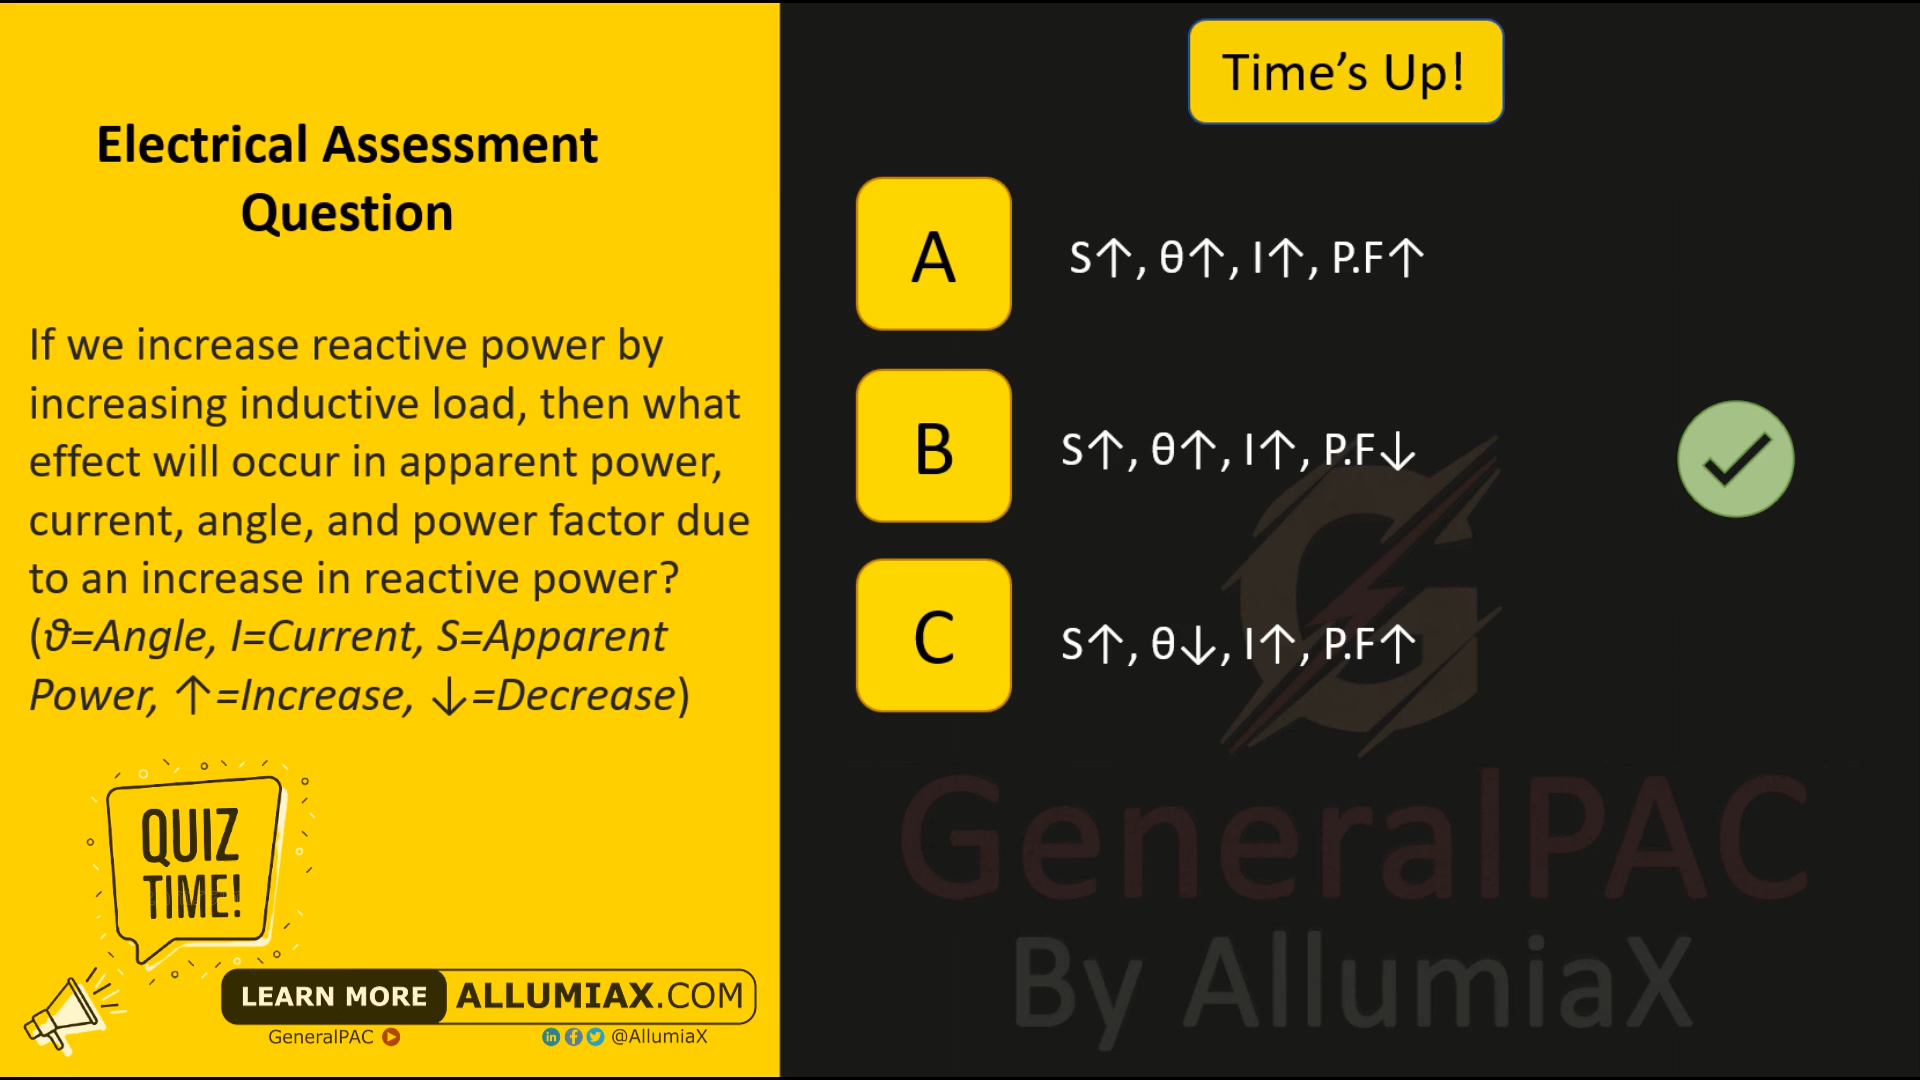 Electrical Assessment
Question
If we increase reactive power by
increasing inductive load, then what
effect will occur in apparent power,
current, angle, and power factor due
to an increase in reactive power?
(ϑ=Angle, I=Current, S=Apparent
Power, ↑=Increase, ↓=Decrease)
QUIZ
TIME!
LEARN MORE ALLUMIAX.COM
GeneralPAC @AllumiaX
Time’s Up!
A S↑, θ↑, I↑, P.F↑
B S↑, θ↑, I↑, P.F↓
C S↑, θ↓, I↑, P.F↑
G
GeneralPAC
By AllumiaX